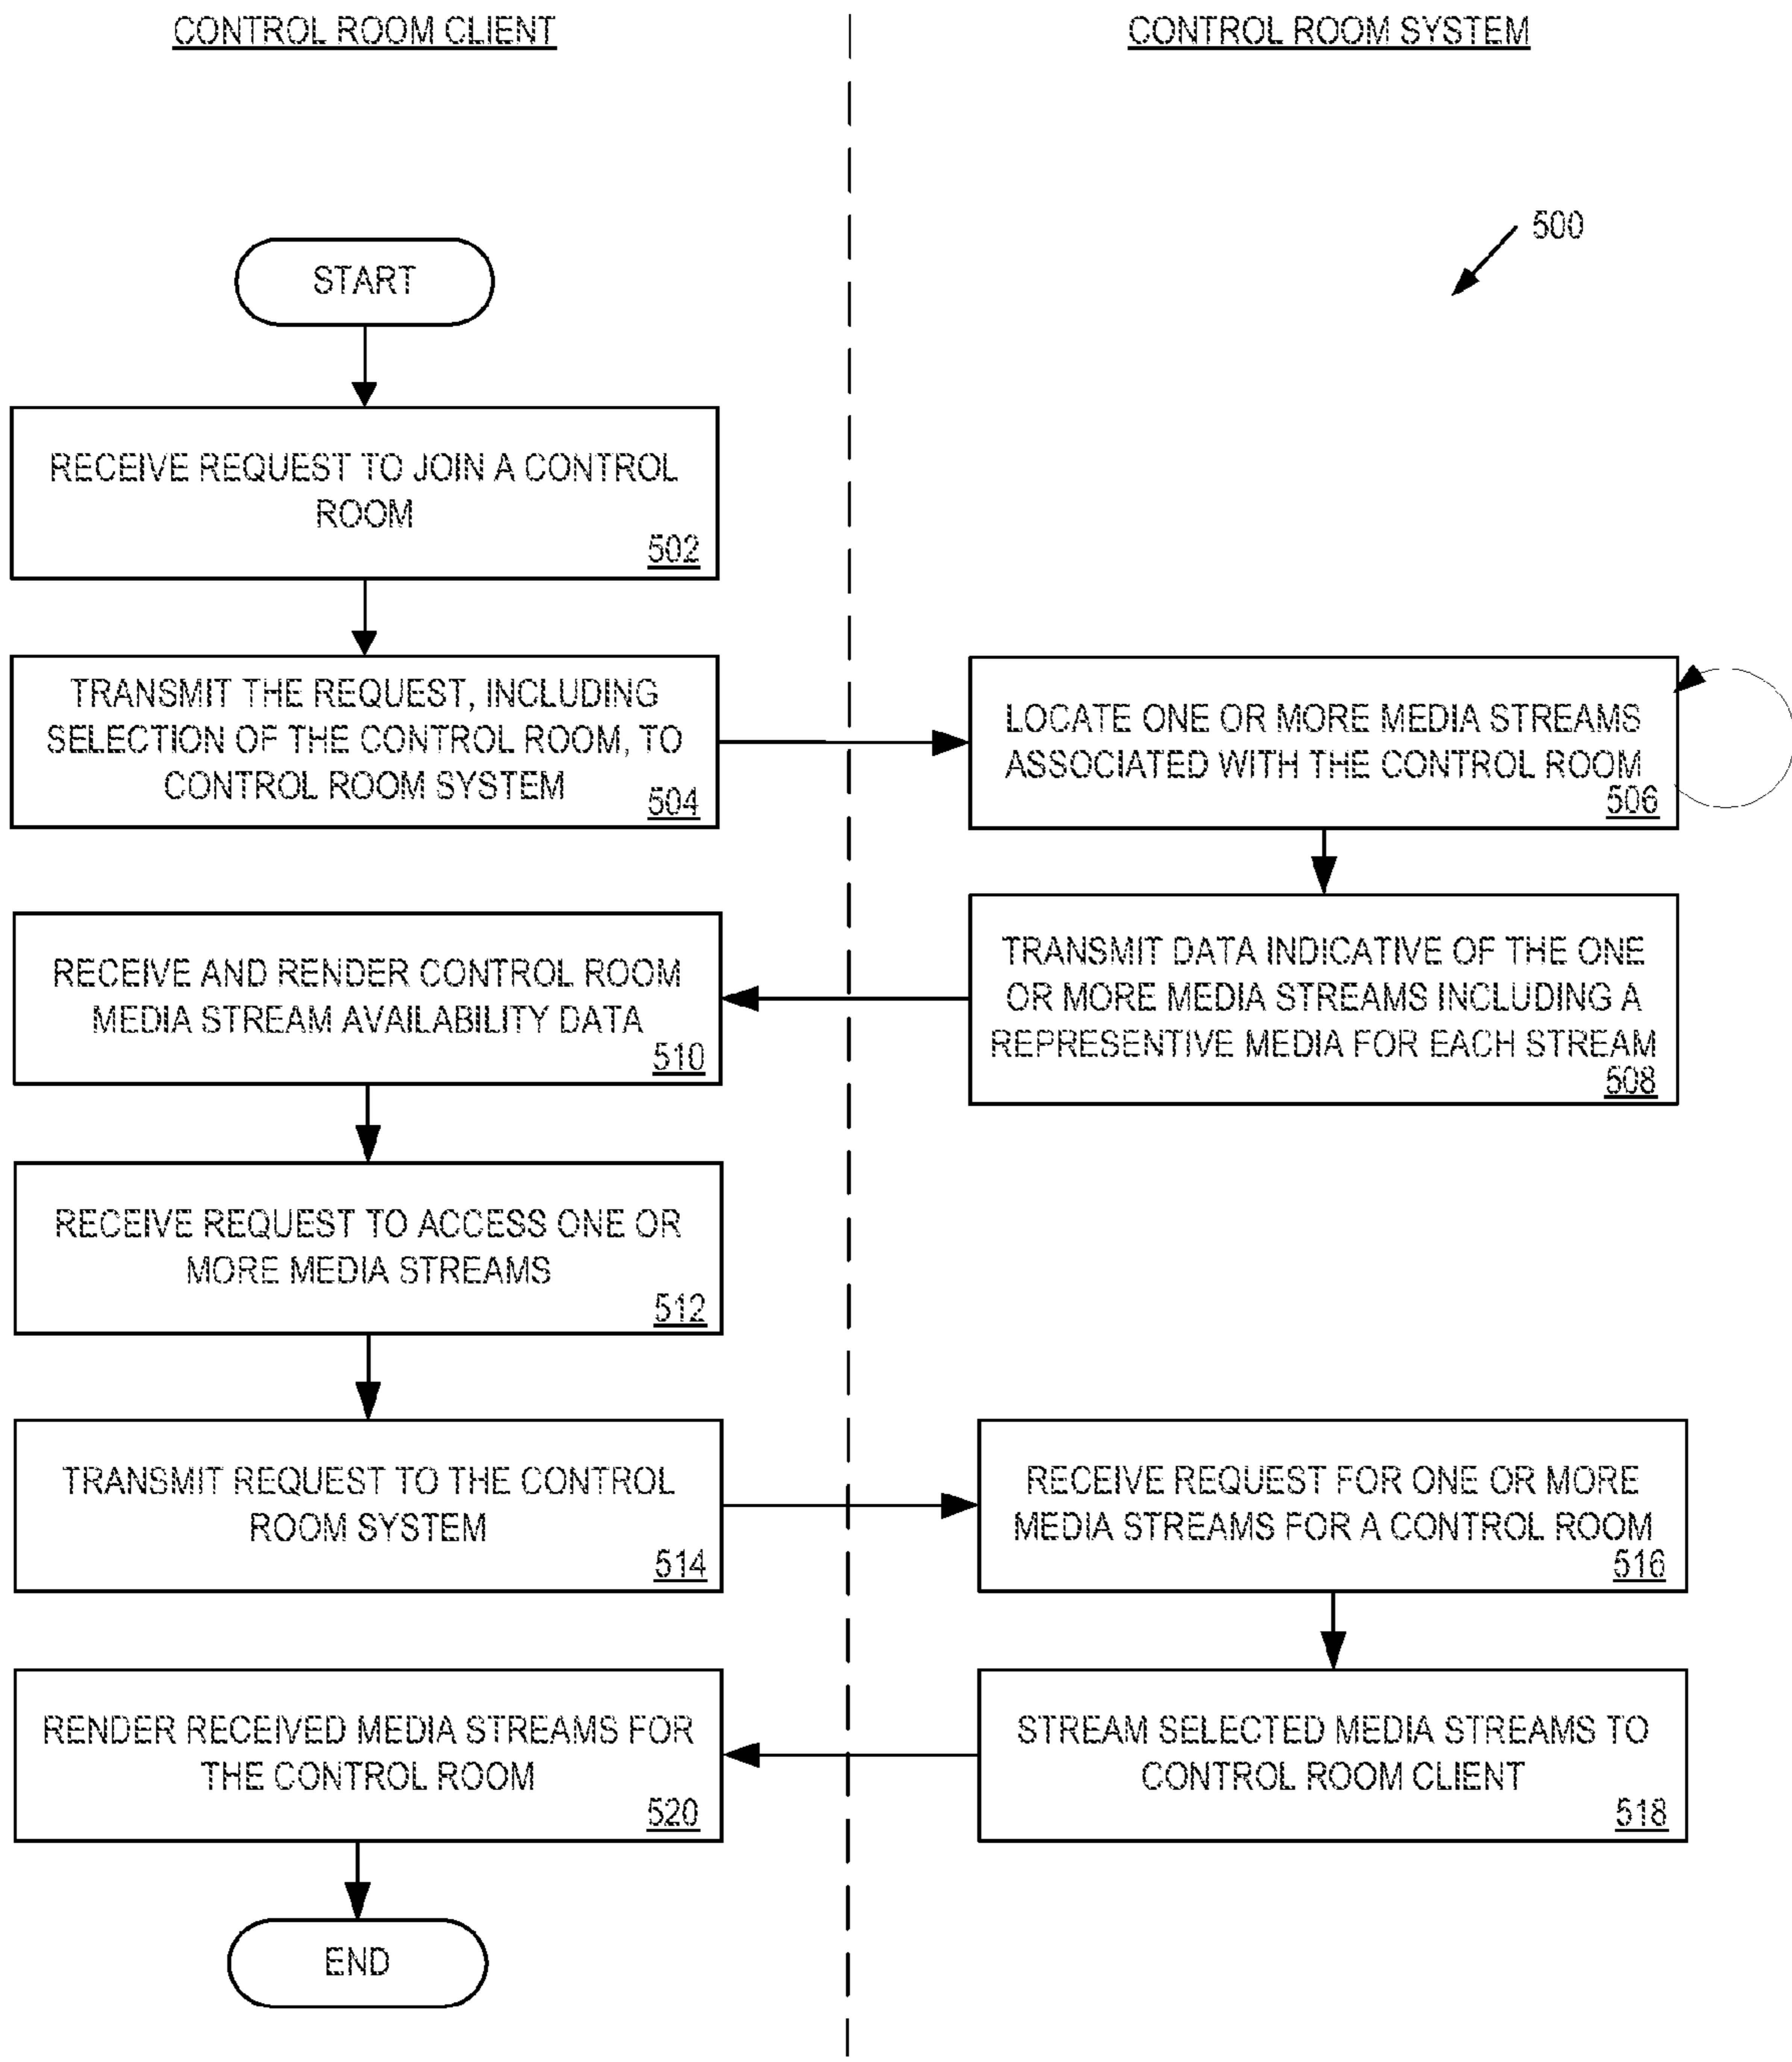 CONTROL ROOM CLIENT
CONTROL ROOM SYSTEM
500
START
RECEIVE REQUEST TO JOIN A CONTROL
ROOM
502
TRANSMIT THE REQUEST, INCLUDING
SELECTION OF THE CONTROL ROOM, TO
CONTROL ROOM SYSTEM
504
LOCATE ONE OR MORE MEDIA STREAMS
ASSOCIATED WITH THE CONTROL ROOM
506
TRANSMIT DATA INDICATIVE OF THE ONE
OR MORE MEDIA STREAMS INCLUDING A
REPRESENTIVE MEDIA FOR EACH STREAM
508
RECEIVE AND RENDER CONTROL ROOM
MEDIA STREAM AVAILABILITY DATA
510
RECEIVE REQUEST TO ACCESS ONE OR
MORE MEDIA STREAMS
512
TRANSMIT REQUEST TO THE CONTROL
ROOM SYSTEM
514
RECEIVE REQUEST FOR ONE OR MORE
MEDIA STREAMS FOR A CONTROL ROOM
516
STREAM SELECTED MEDIA STREAMS TO
CONTROL ROOM CLIENT
518
RENDER RECEIVED MEDIA STREAMS FOR
THE CONTROL ROOM
520
END